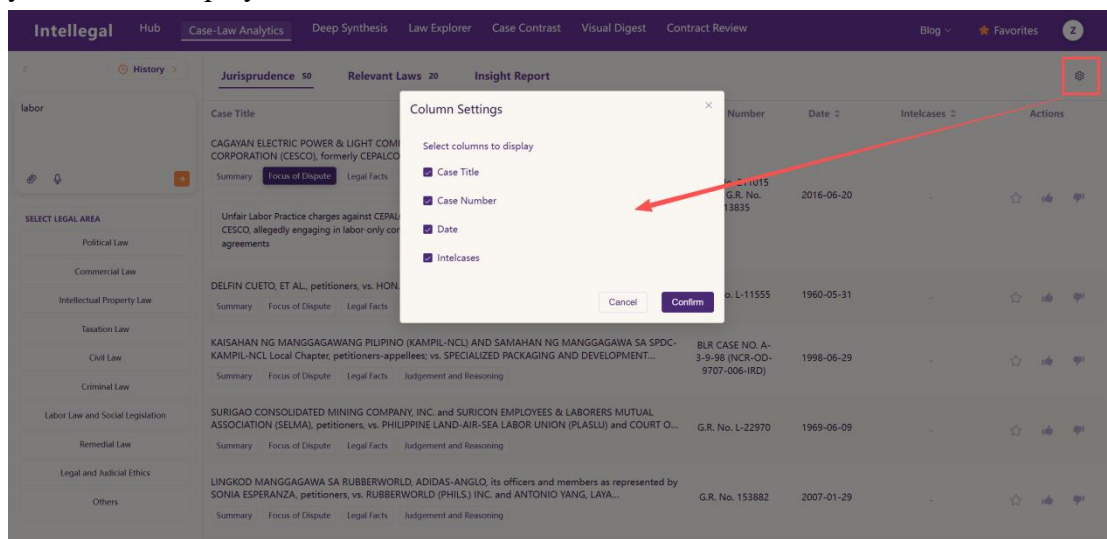 Intellegal Hub Case-Law Analytics Deep Synthesis Law Explorer Case Contrast Visual Digest Contract Review Blog Favorites Z
History
Jurisprudence 50 Relevant Laws 20 Insight Report
labor
Case Title Number Date Intelcases Actions
CAGAYAN ELECTRIC POWER & LIGHT COM
CORPORATION (CESCO), formerly CEPALCO
Summary Focus of Dispute Legal Facts
G.R. No.
13835
2016-06-20 -
Unfair Labor Practice charges against CEPAL
CESCO, allegedly engaging in labor-only con
agreements
Column Settings
Select columns to display
Case Title
Case Number
Date
Intelcases
Cancel Confirm
SELECT LEGAL AREA
Political Law
Commercial Law
Intellectual Property Law
Taxation Law
Civil Law
Criminal Law
Labor Law and Social Legislation
Remedial Law
Legal and Judicial Ethics
Others
DELFIN CUETO, ET AL., petitioners, vs. HON.
Summary Focus of Dispute Legal Facts
o. L-11555 1960-05-31 -
KAISAHAN NG MANGGAGAWANG PILIPINO (KAMPIL-NCL) AND SAMAHAN NG MANGGAGAWA SA SPDC-
KAMPIL-NCL Local Chapter, petitioners-appellees; vs. SPECIALIZED PACKAGING AND DEVELOPMENT...
Summary Focus of Dispute Legal Facts Judgement and Reasoning
BLR CASE NO. A-
3-9-98 (NCR-OD-
9707-006-IRD)
1998-06-29 -
SURIGAO CONSOLIDATED MINING COMPANY, INC. and SURICON EMPLOYEES & LABORERS MUTUAL
ASSOCIATION (SELMA), petitioners, vs. PHILIPPINE LAND-AIR-SEA LABOR UNION (PLASLU) and COURT O...
Summary Focus of Dispute Legal Facts Judgement and Reasoning
G.R. No. L-22970 1969-06-09 -
LINGKOD MANGGAGAWA SA RUBBERWORLD, ADIDAS-ANGLO, its officers and members as represented by
SONIA ESPERANZA, petitioners, vs. RUBBERWORLD (PHILS.) INC. and ANTONIO YANG, LAYA...
Summary Focus of Dispute Legal Facts Judgement and Reasoning
G.R. No. 153882 2007-01-29 -